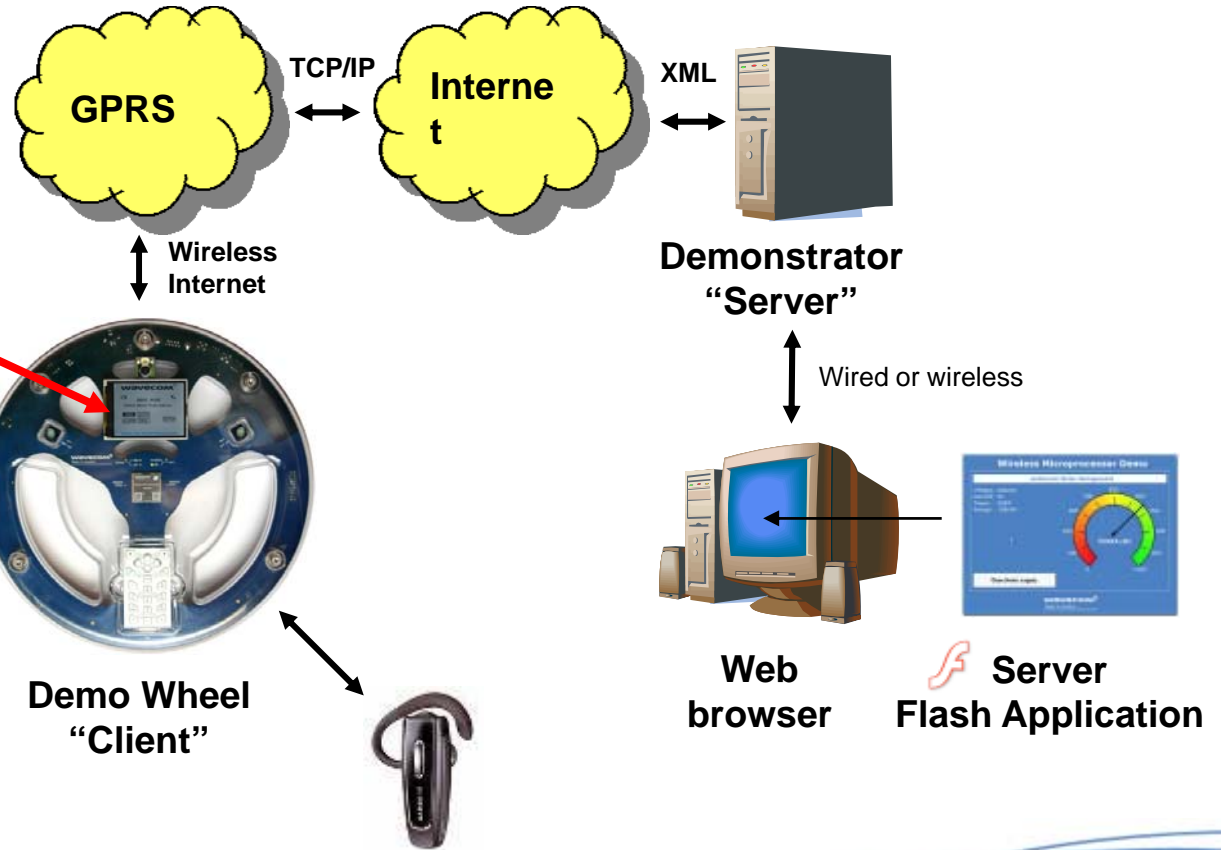 GPRS
TCP/IP
Interne
t
XML
Wireless
Internet
Demonstrator
“Server”
Wired or wireless
wavecom
Wireless Microprocessor Demo
Demo Wheel
“Client”
Web
browser
Server
Flash Application